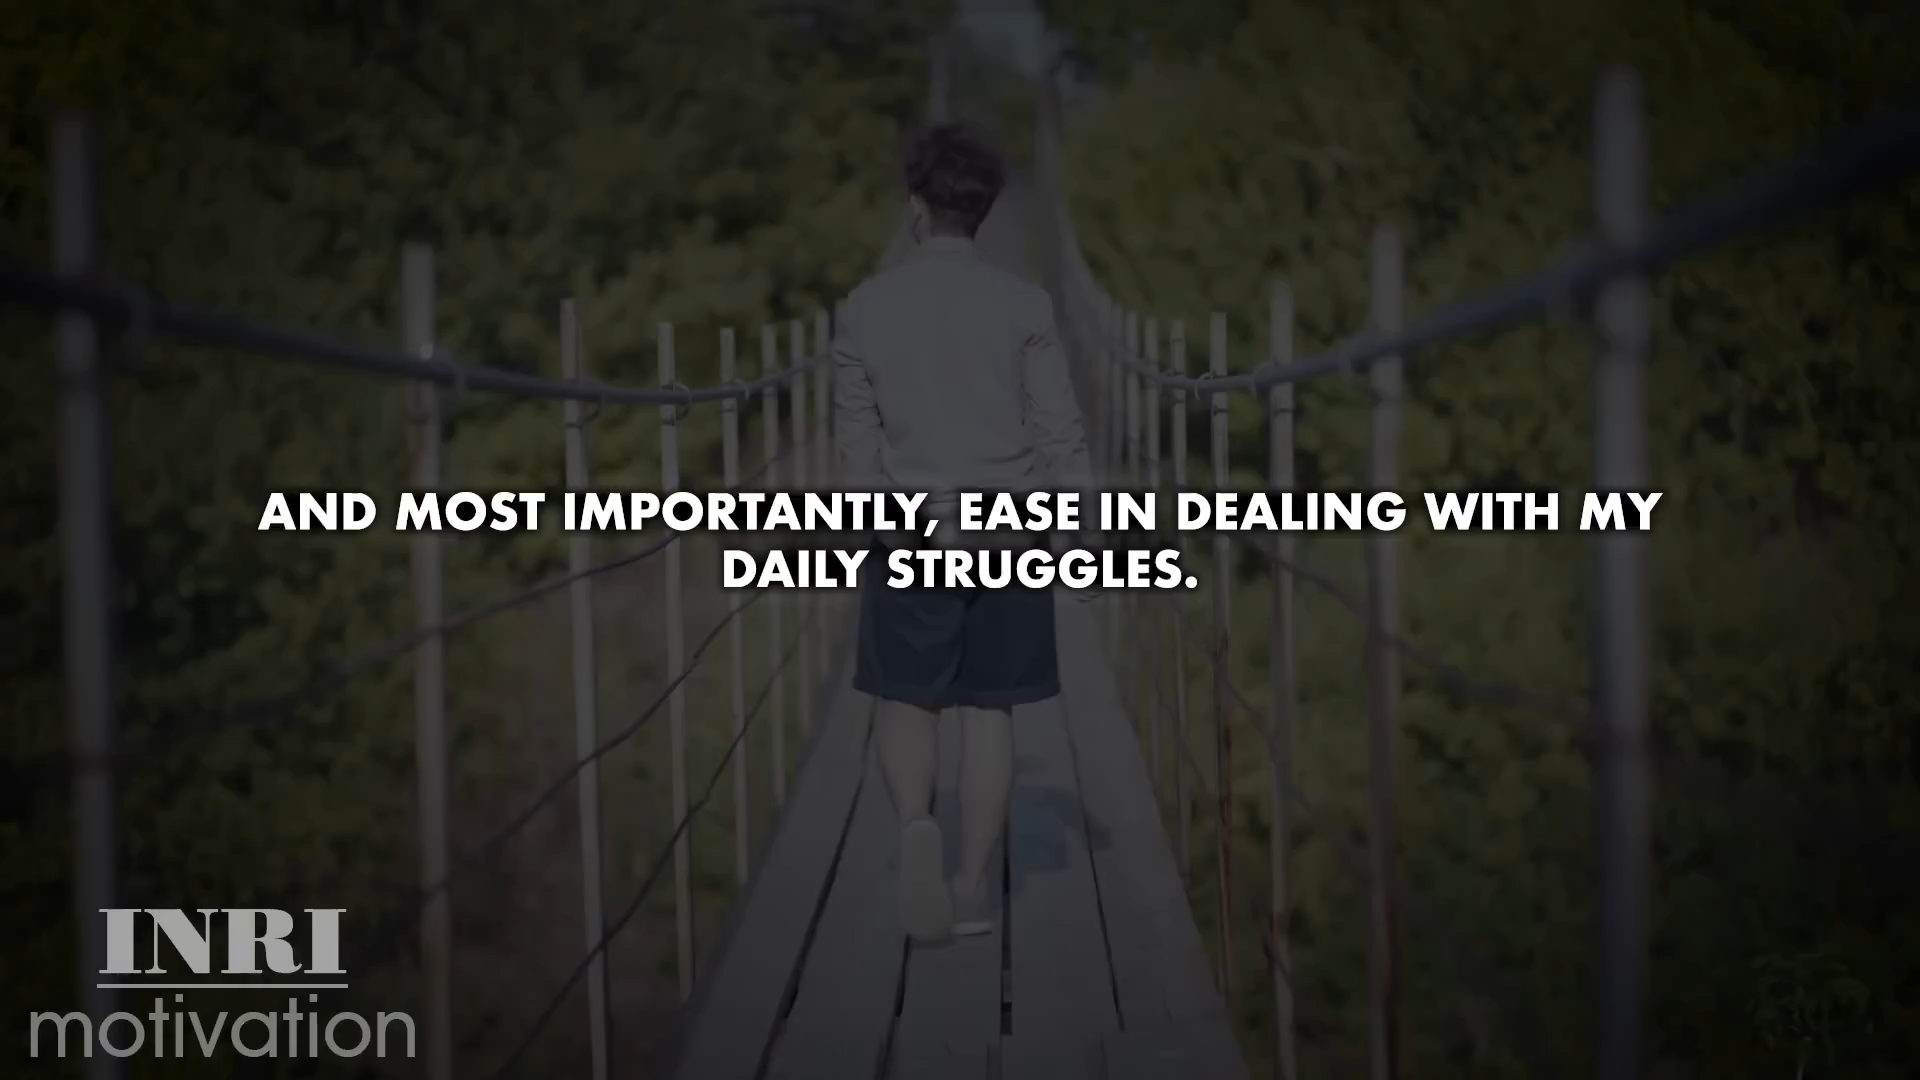 AND MOST IMPORTANTLY, EASE IN DEALING WITH MY
DAILY STRUGGLES.
INRI
motivation